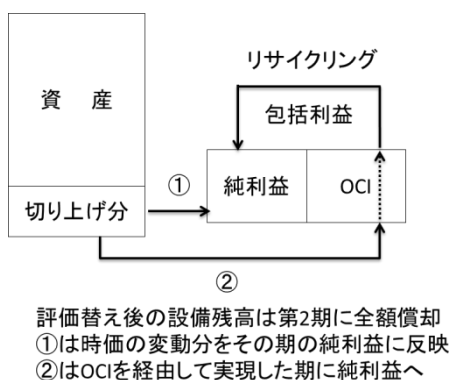 リサイクリング
資　産
包括利益
①
純利益
OCI
切り上げ分
②
評価替え後の設備残高は第2期に全額償却
①は時価の変動分をその期の純利益に反映
②はOCIを経由して実現した期に純利益へ